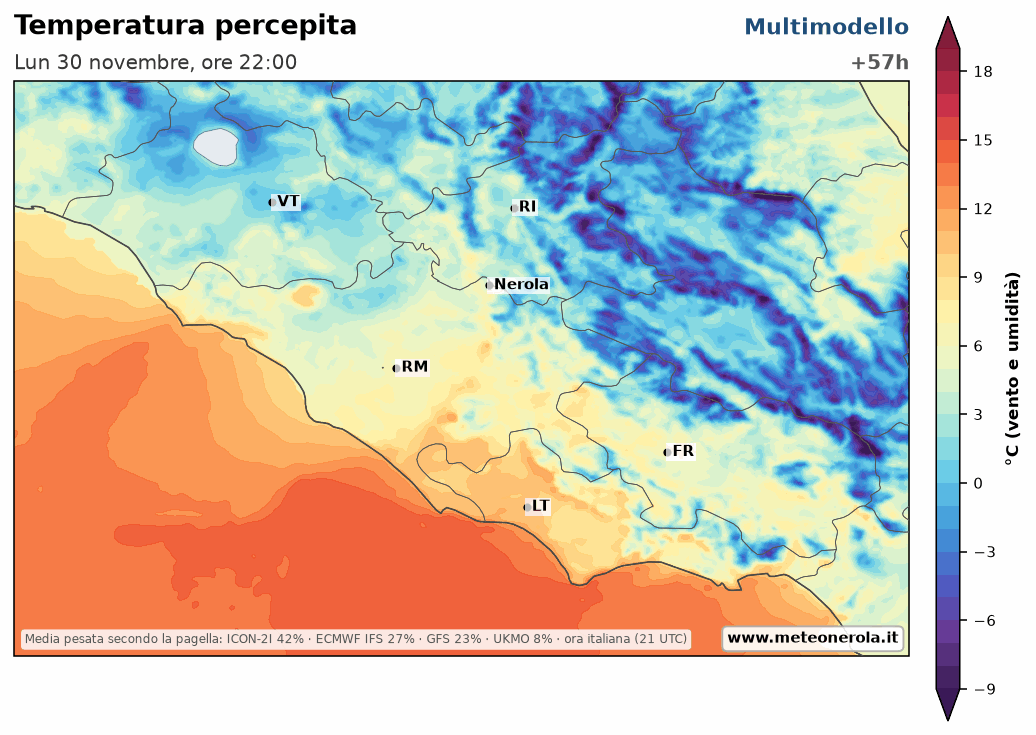 Temperatura percepita
Multimodello
Lun 30 novembre, ore 22:00
+57h
18
15
12
9
6
3
0
−3
−6
−9
°C (vento e umidità)
VT
RI
Nerola
RM
FR
LT
Media pesata secondo la pagella: ICON-2I 42% · ECMWF IFS 27% · GFS 23% · UKMO 8% · ora italiana (21 UTC)
www.meteonerola.it